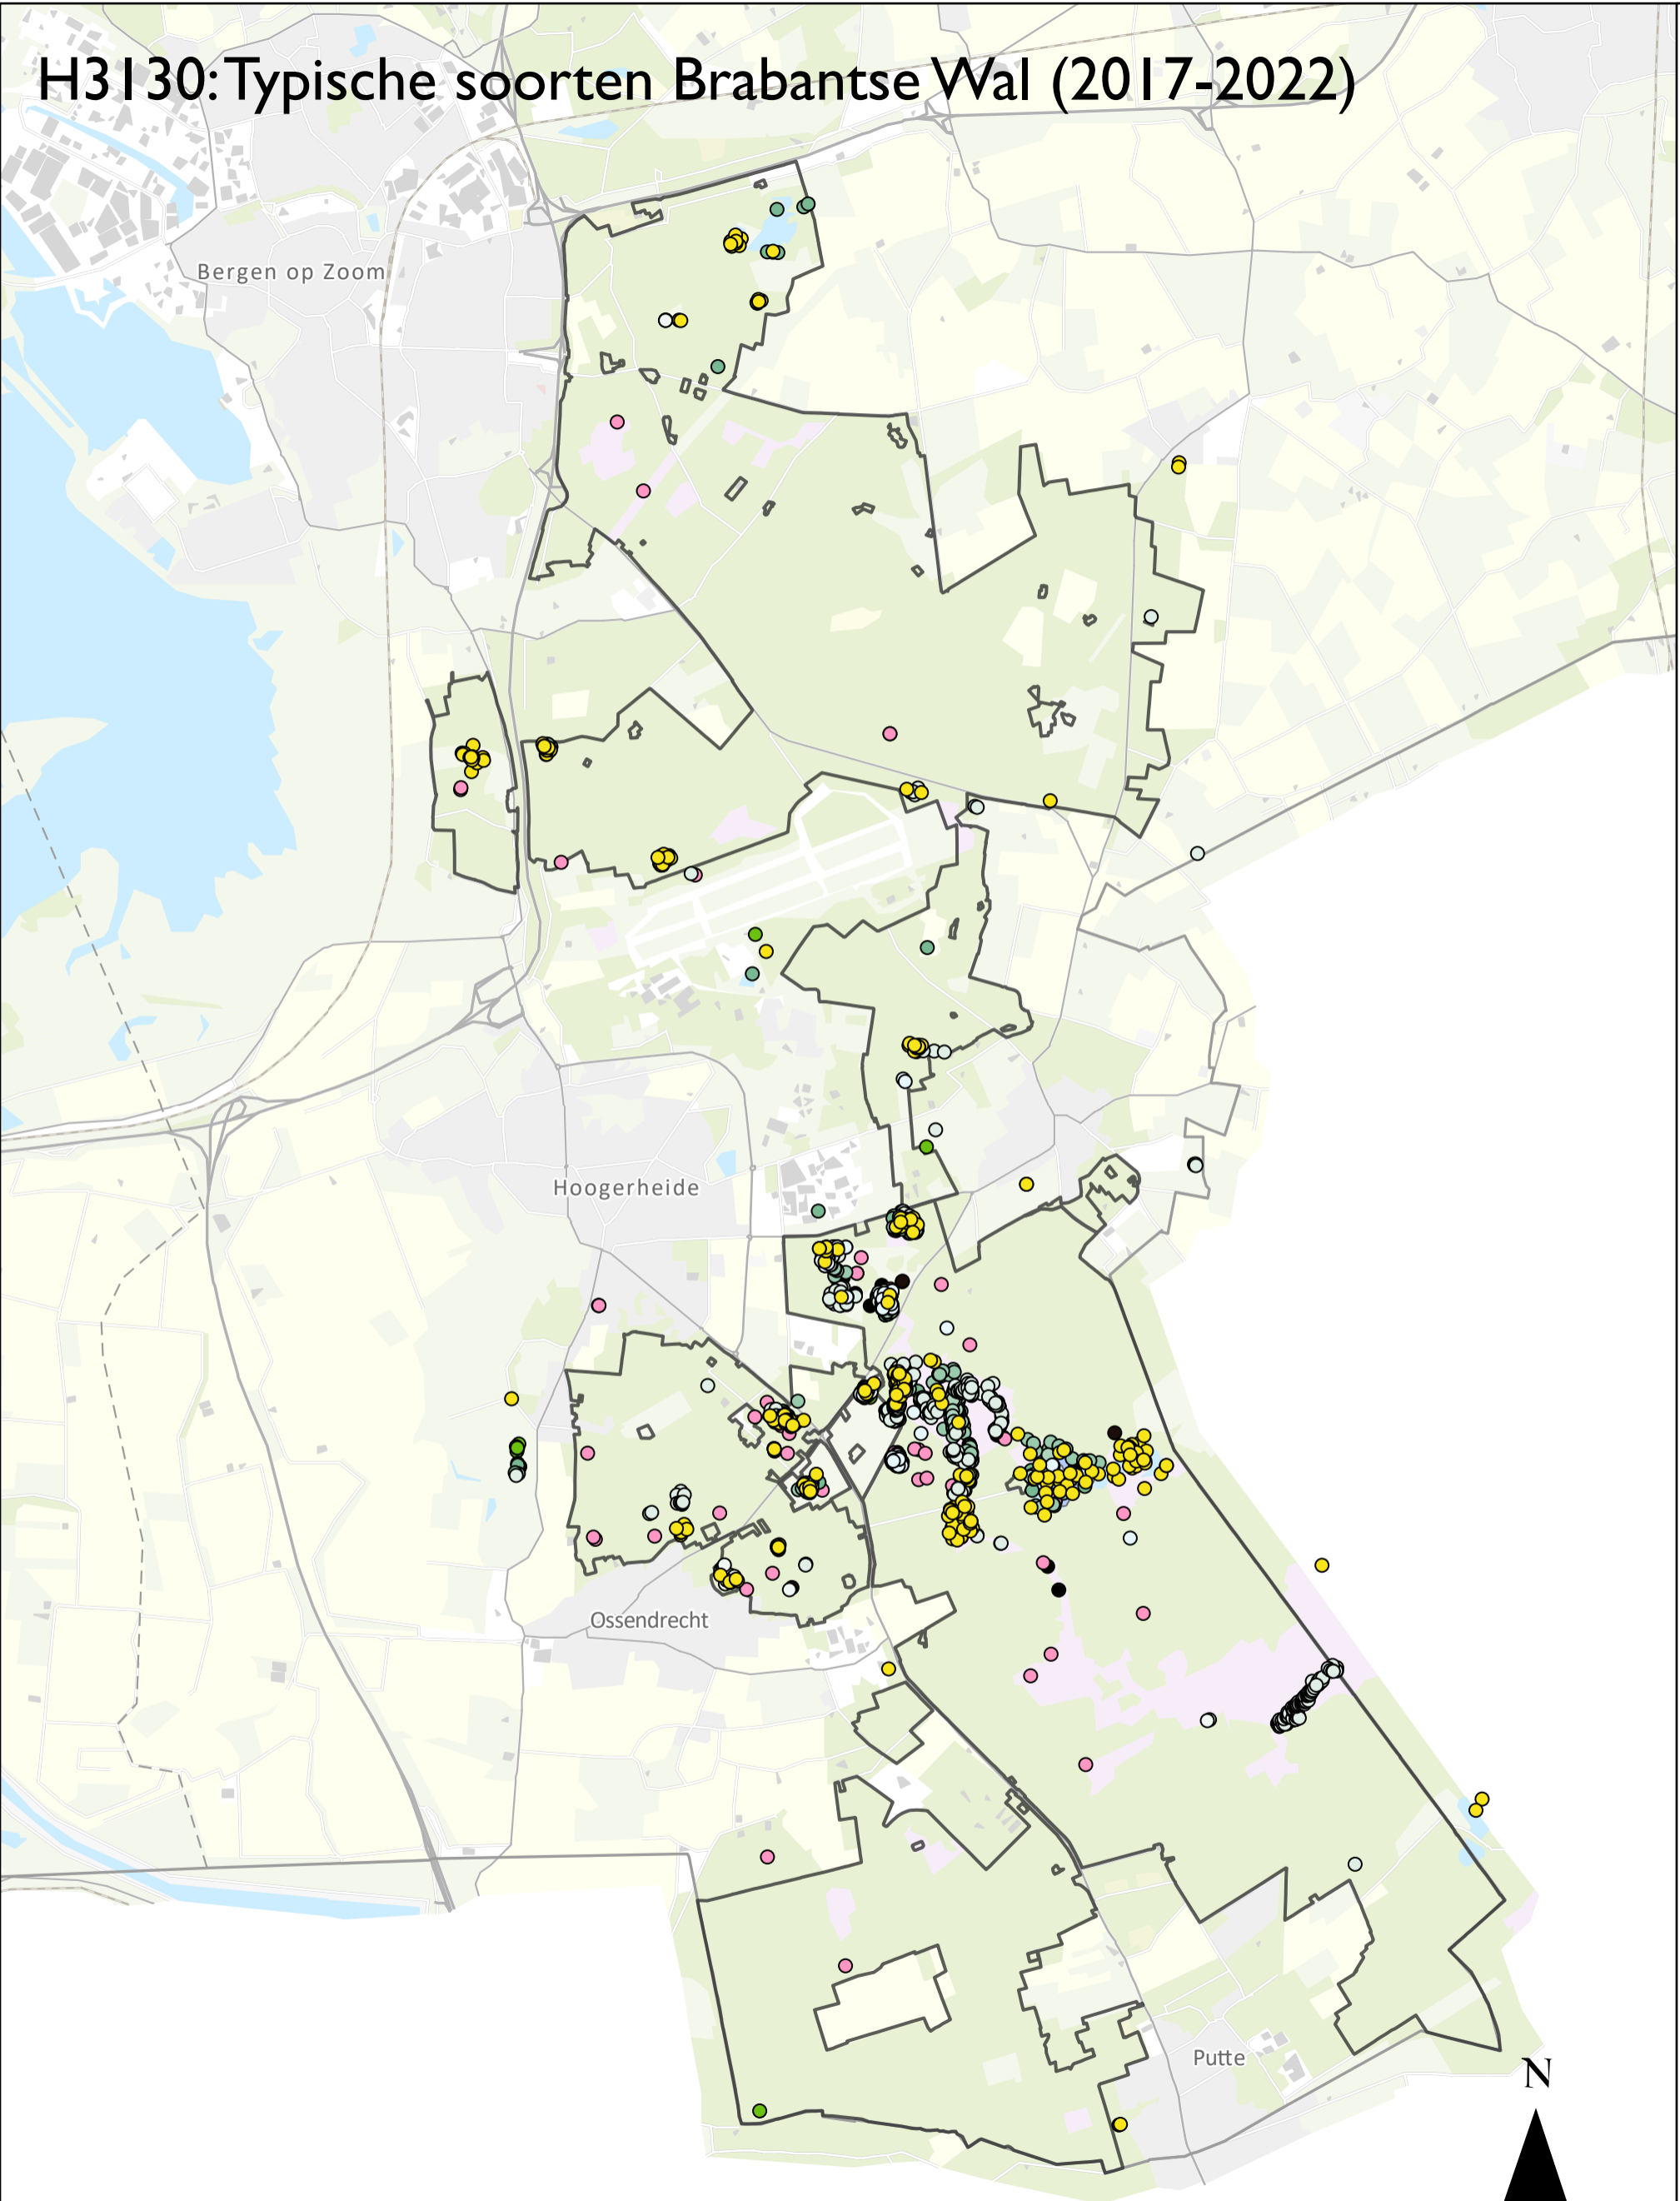 H3130: Typische soorten Brabantse Wal (2017-2022)
Bergen op Zoom
Hoogerheide
Ossendrecht
Putte
N